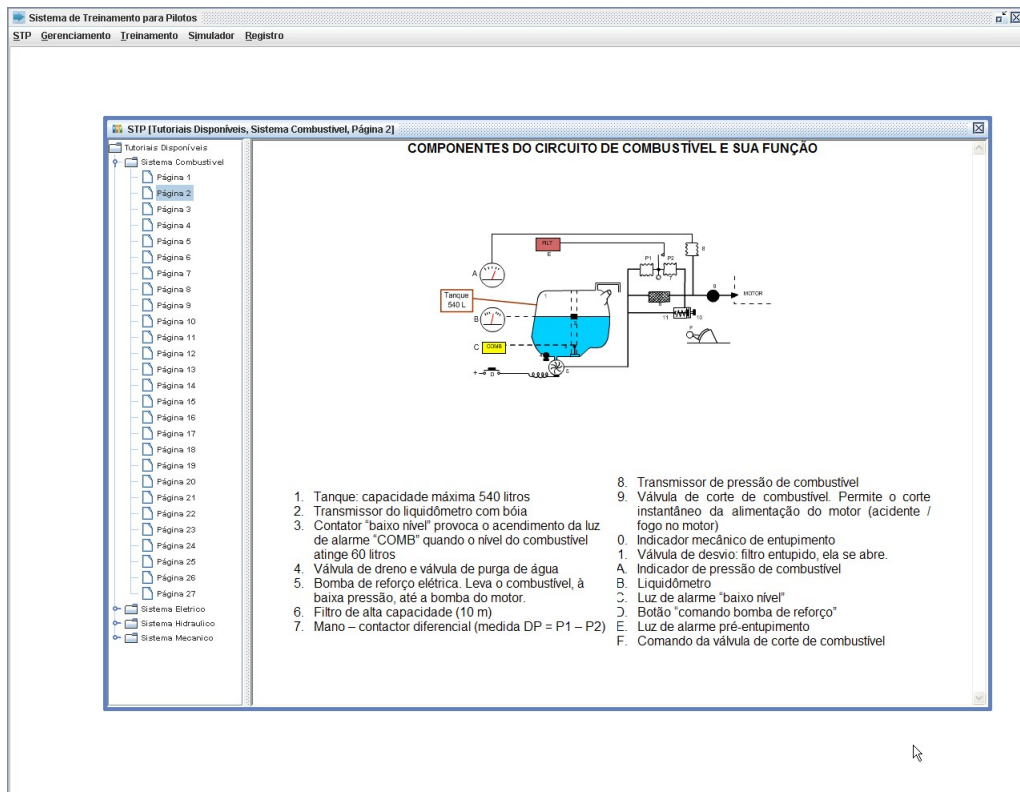 Sistema de Treinamento para Pilotos
STP Gerenciamento Treinamento Simulador Registro
STP [Tutoriais Disponíveis, Sistema Combustivel, Página 2]
Tutoriais Disponíveis
Sistema Combustivel
Página 1
Página 2
Página 3
Página 4
Página 5
Página 6
Página 7
Página 8
Página 9
Página 10
Página 11
Página 12
Página 13
Página 14
Página 15
Página 16
Página 17
Página 18
Página 19
Página 20
Página 21
Página 22
Página 23
Página 24
Página 25
Página 26
Página 27
Sistema Eletrico
Sistema Hidraulico
Sistema Mecanico
COMPONENTES DO CIRCUITO DE COMBUSTÍVEL E SUA FUNÇÃO
FILT
E
P1 P2
8
7
A
1
9
MOTOR
Tanque
540 L
B
11 10
F
C COMB
+ - D
5
1. Tanque: capacidade máxima 540 litros
2. Transmissor do liquidômetro com bóia
3. Contator “baixo nível” provoca o acendimento da luz
de alarme “COMB” quando o nível do combustível
atinge 60 litros
4. Válvula de dreno e válvula de purga de água
5. Bomba de reforço elétrica. Leva o combustível, à
baixa pressão, até a bomba do motor.
6. Filtro de alta capacidade (10 m)
7. Mano – contactor diferencial (medida DP = P1 – P2)
8. Transmissor de pressão de combustível
9. Válvula de corte de combustível. Permite o corte
instantâneo da alimentação do motor (acidente /
fogo no motor)
0. Indicador mecânico de entupimento
1. Válvula de desvio: filtro entupido, ela se abre.
A. Indicador de pressão de combustível
B. Liquidômetro
C. Luz de alarme “baixo nível”
D. Botão “comando bomba de reforço”
E. Luz de alarme pré-entupimento
F. Comando da válvula de corte de combustível